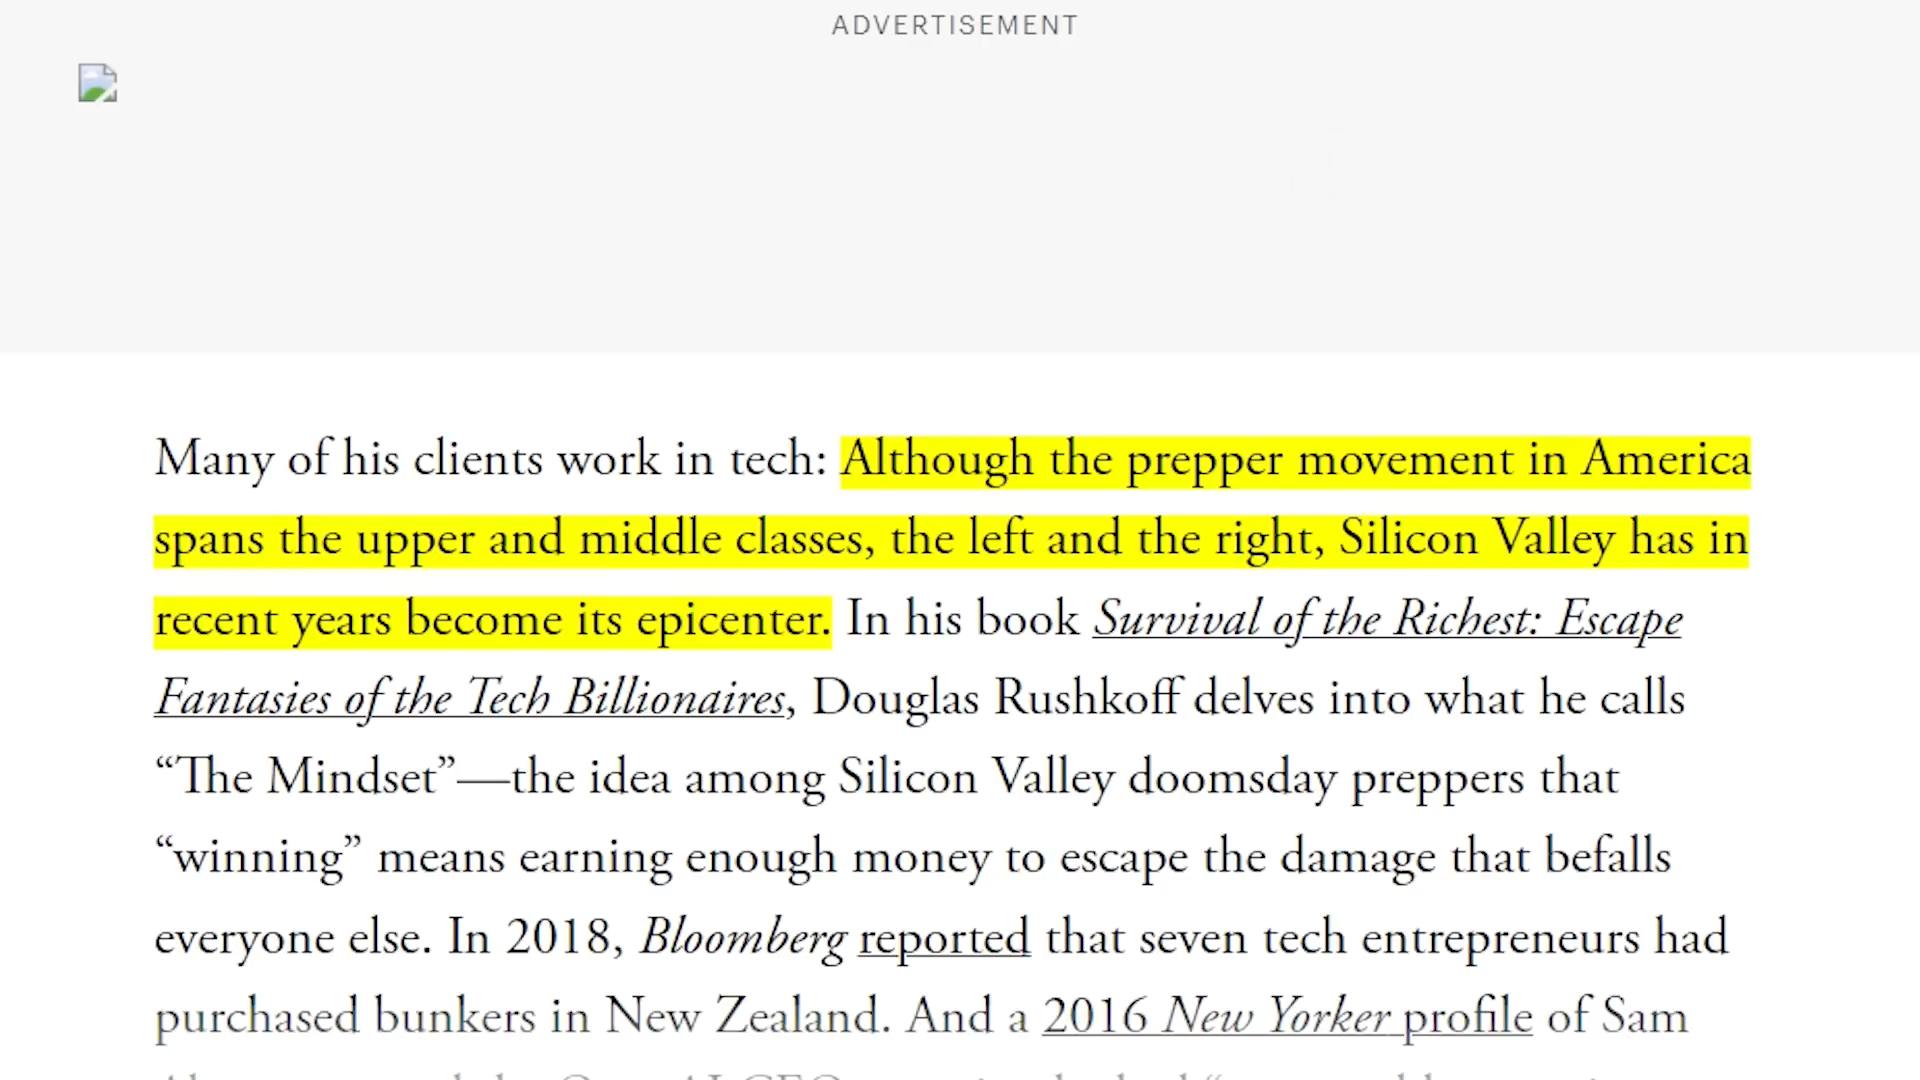 ADVERTISEMENT
Many of his clients work in tech: Although the prepper movement in America
spans the upper and middle classes, the left and the right, Silicon Valley has in
recent years become its epicenter. In his book Survival of the Richest: Escape
Fantasies of the Tech Billionaires, Douglas Rushkoff delves into what he calls
“The Mindset”—the idea among Silicon Valley doomsday preppers that
“winning” means earning enough money to escape the damage that befalls
everyone else. In 2018, Bloomberg reported that seven tech entrepreneurs had
purchased bunkers in New Zealand. And a 2016 New Yorker profile of Sam